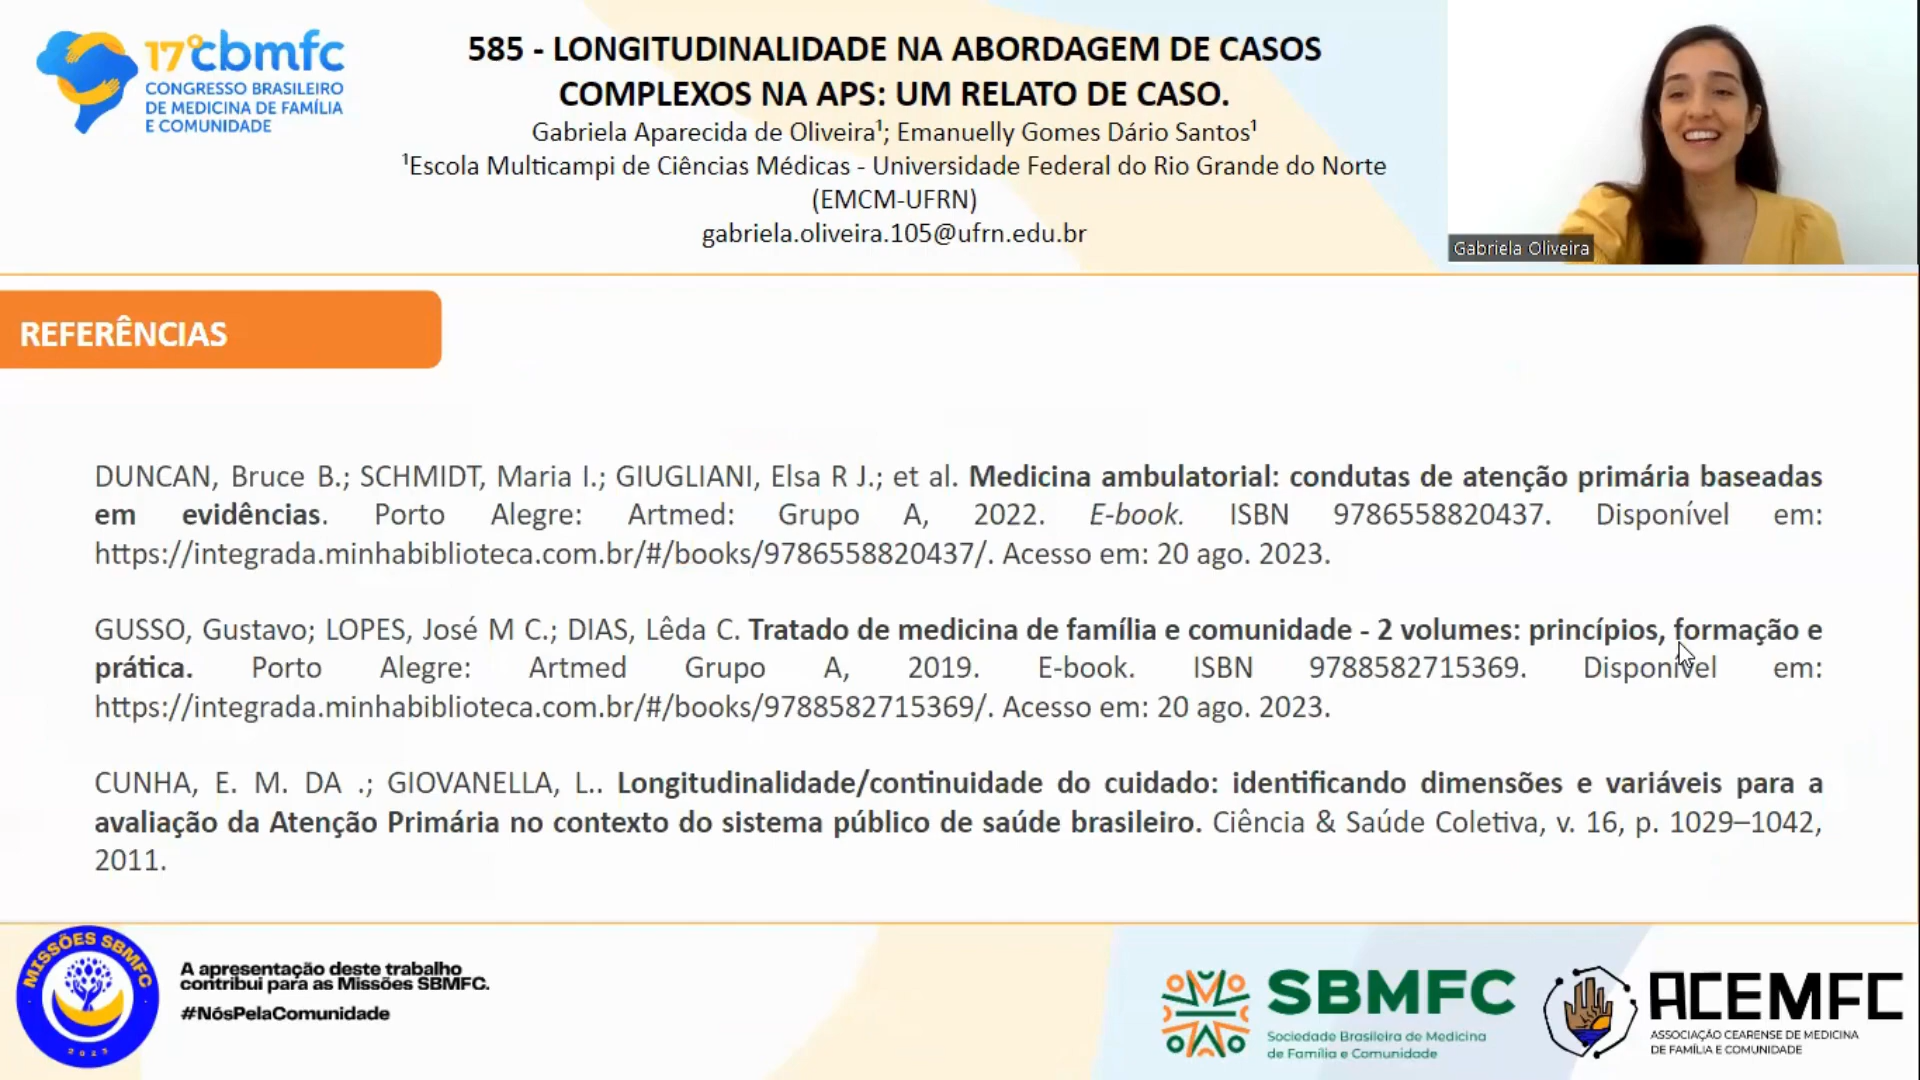 17º cbmfc
CONGRESSO BRASILEIRO
DE MEDICINA DE FAMÍLIA
E COMUNIDADE
585 - LONGITUDINALIDADE NA ABORDAGEM DE CASOS
COMPLEXOS NA APS: UM RELATO DE CASO.
Gabriela Aparecida de Oliveira¹; Emanuelly Gomes Dário Santos¹
¹Escola Multicampi de Ciências Médicas - Universidade Federal do Rio Grande do Norte
(EMCM-UFRN)
gabriela.oliveira.105@ufrn.edu.br
Gabriela Oliveira
REFERÊNCIAS
DUNCAN, Bruce B.; SCHMIDT, Maria I.; GIUGLIANI, Elsa R J.; et al. Medicina ambulatorial: condutas de atenção primária baseadas
em evidências. Porto Alegre: Artmed: Grupo A, 2022. E-book. ISBN 9786558820437. Disponível em:
https://integrada.minhabiblioteca.com.br/#/books/9786558820437/. Acesso em: 20 ago. 2023.
GUSSO, Gustavo; LOPES, José M C.; DIAS, Lêda C. Tratado de medicina de família e comunidade - 2 volumes: princípios, formação e
prática. Porto Alegre: Artmed Grupo A, 2019. E-book. ISBN 9788582715369. Disponível em:
https://integrada.minhabiblioteca.com.br/#/books/9788582715369/. Acesso em: 20 ago. 2023.
CUNHA, E. M. DA .; GIOVANELLA, L.. Longitudinalidade/continuidade do cuidado: identificando dimensões e variáveis para a
avaliação da Atenção Primária no contexto do sistema público de saúde brasileiro. Ciência & Saúde Coletiva, v. 16, p. 1029–1042,
2011.
MISSÕES SBMFC
2023
A apresentação deste trabalho
contribui para as Missões SBMFC.
#NósPelaComunidade
SBMFC
Sociedade Brasileira de Medicina
de Família e Comunidade
ACEMFC
ASSOCIAÇÃO CEARENSE DE MEDICINA
DE FAMÍLIA E COMUNIDADE